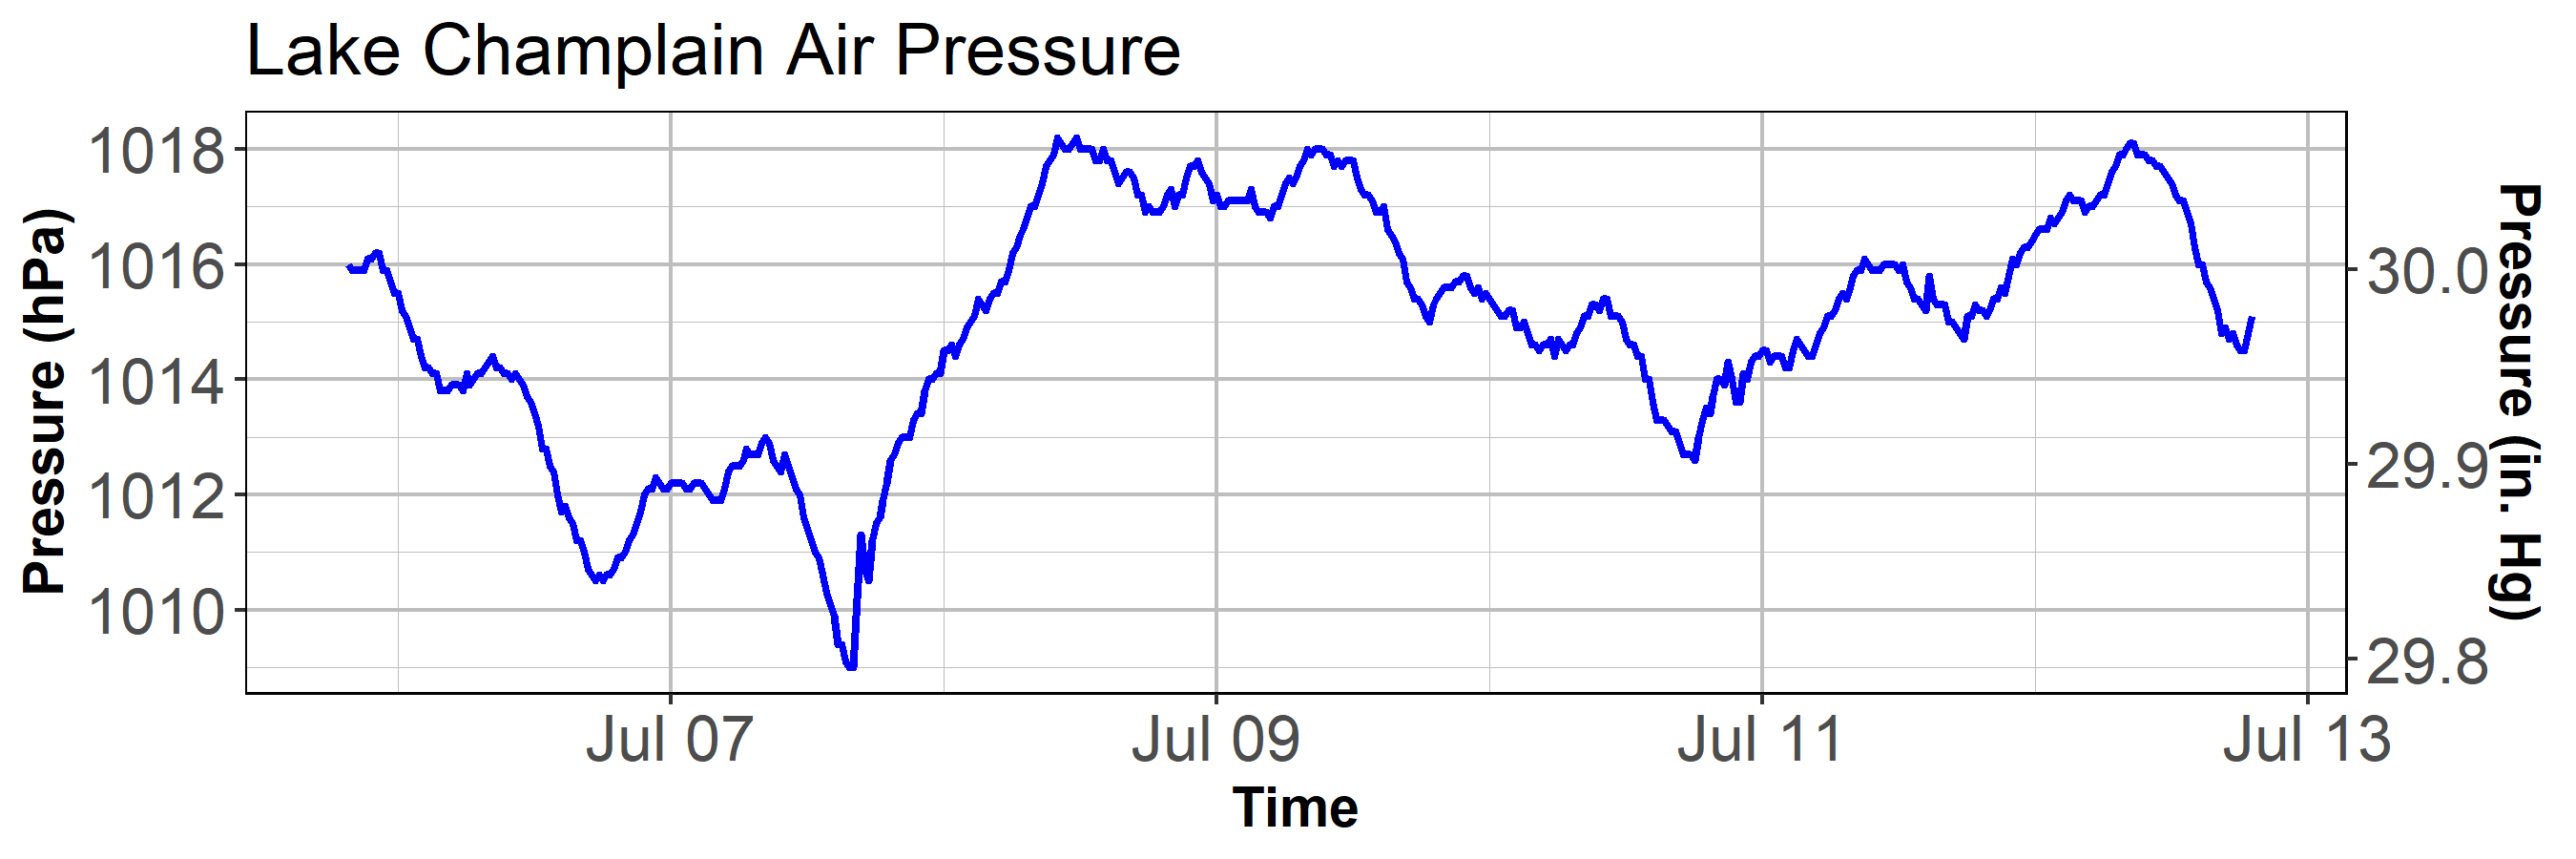 Lake Champlain Air Pressure
Pressure (hPa)
1018
1016
1014
1012
1010
Pressure (in. Hg)
30.0
29.9
29.8
Jul 07 Jul 09 Jul 11 Jul 13
Time